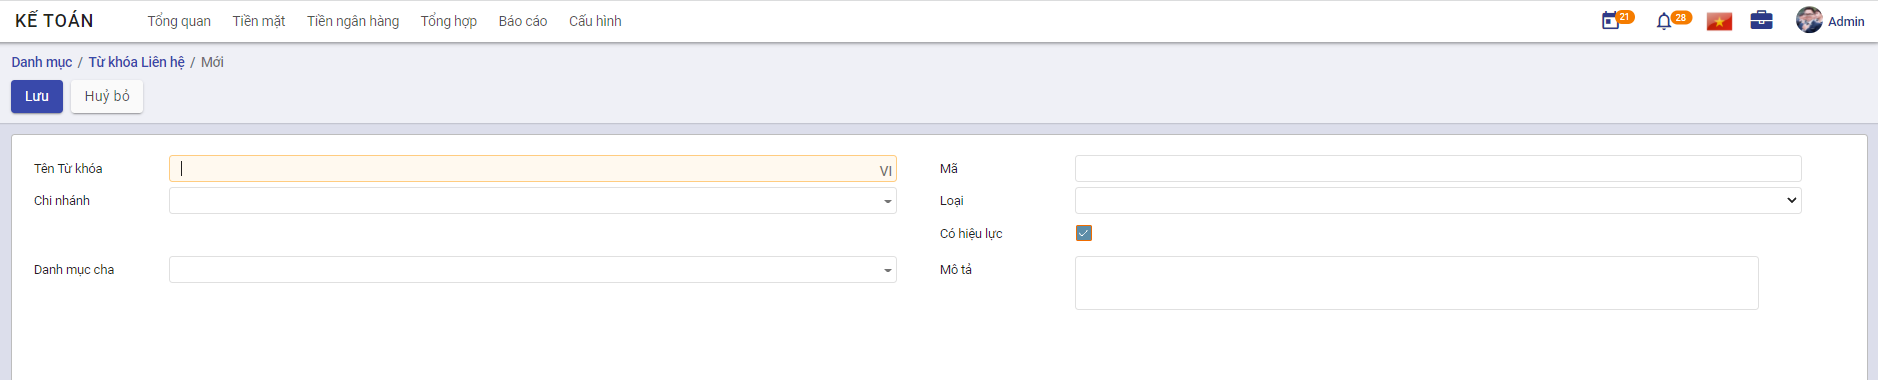 KẾ TOÁN Tổng quan Tiền mặt Tiền ngân hàng Tổng hợp Báo cáo Cấu hình 21 28 Admin
Danh mục / Từ khóa Liên hệ / Mới
Lưu Huỷ bỏ
Tên Từ khóa VI Mã
Chi nhánh Loại
Có hiệu lực
Danh mục cha Mô tả